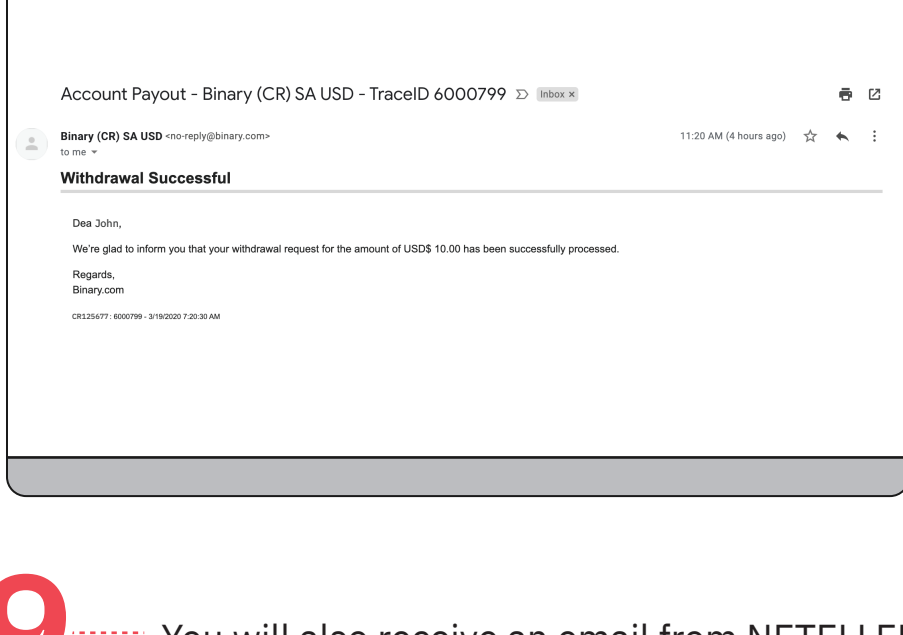 Account Payout - Binary (CR) SA USD - TraceID 6000799 Inbox ×
Binary (CR) SA USD <no-reply@binary.com> 11:20 AM (4 hours ago)
to me
Withdrawal Successful
Dea John,
We're glad to inform you that your withdrawal request for the amount of USD$ 10.00 has been successfully processed.
Regards,
Binary.com
CR125677: 6000799 - 3/19/2020 7:20:30 AM
9
You will also receive an email from NETELLER